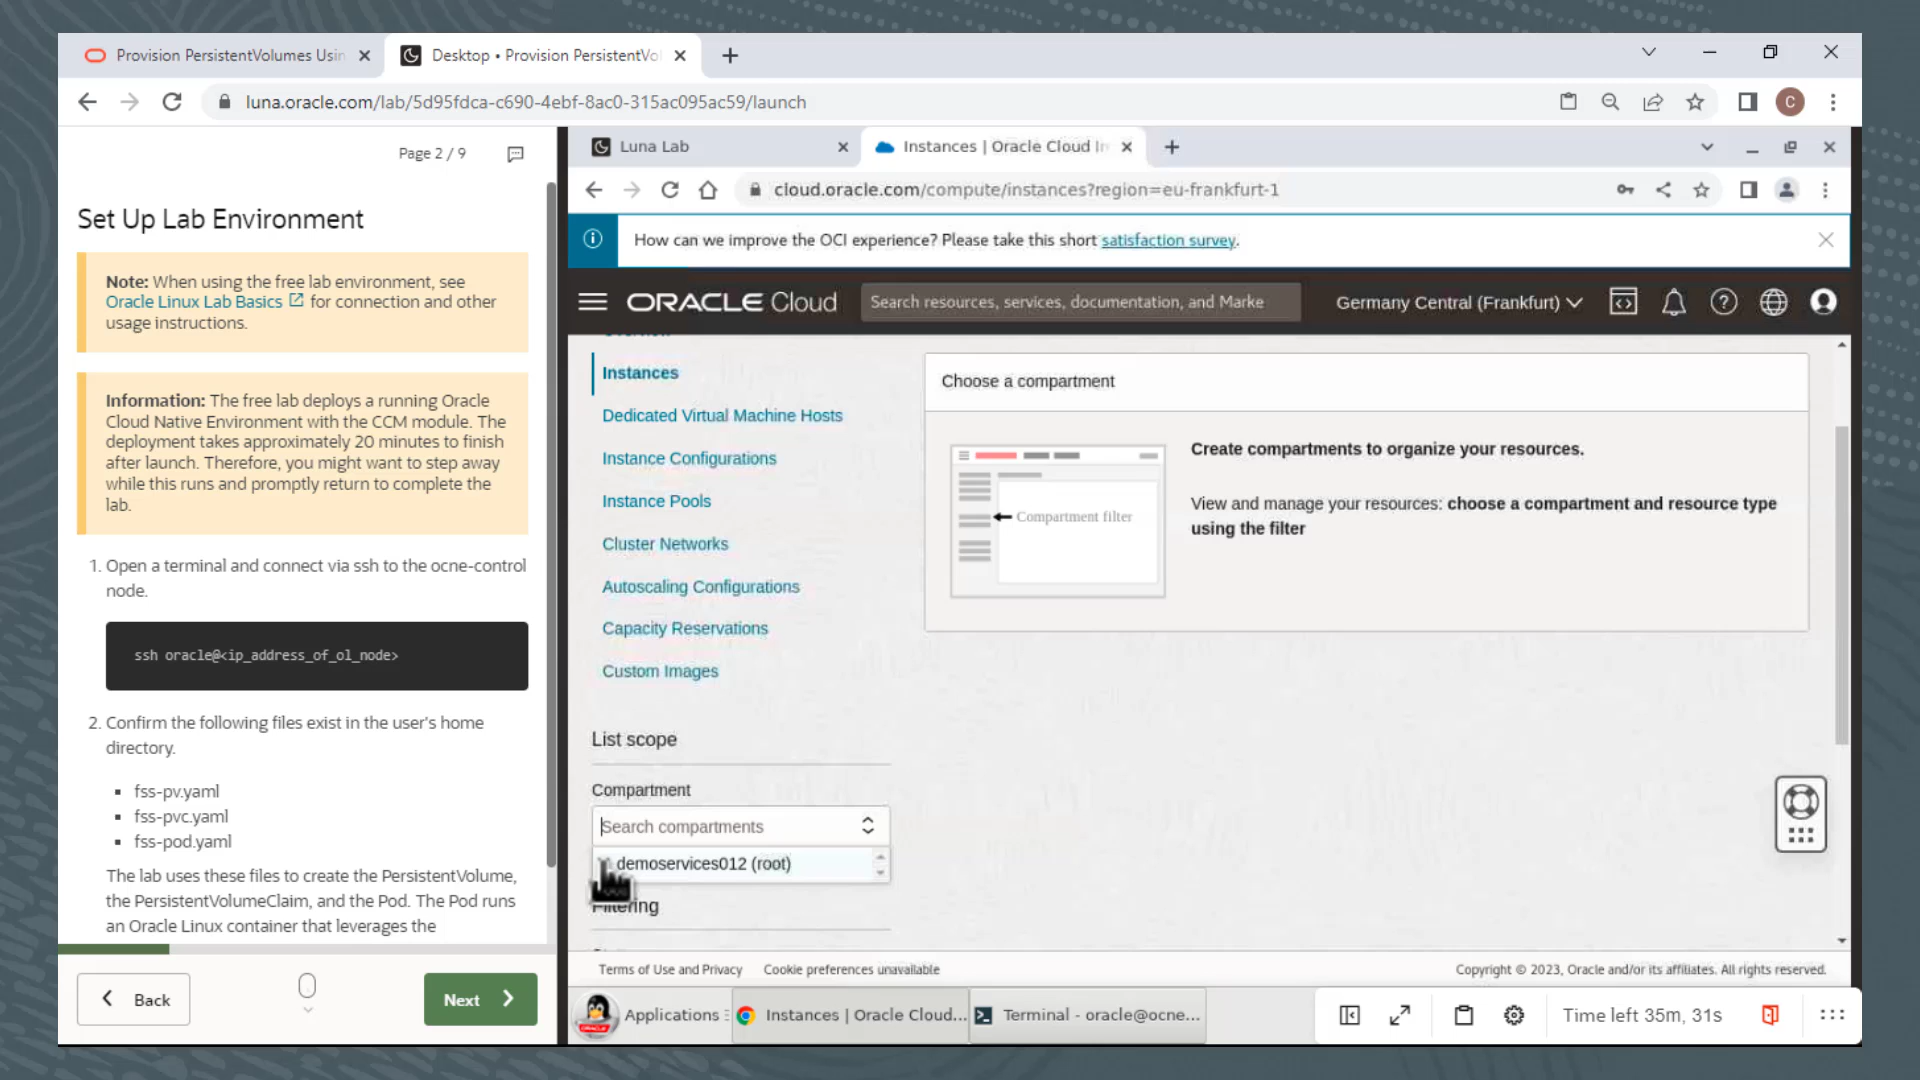 Provision PersistentVolumes Usin
Desktop • Provision PersistentVo
luna.oracle.com/lab/5d95fdca-c690-4ebf-8ac0-315ac095ac59/launch
C
Page 2 / 9
Set Up Lab Environment
Note: When using the free lab environment, see
Oracle Linux Lab Basics for connection and other
usage instructions.
Information: The free lab deploys a running Oracle
Cloud Native Environment with the CCM module. The
deployment takes approximately 20 minutes to finish
after launch. Therefore, you might want to step away
while this runs and promptly return to complete the
lab.
1. Open a terminal and connect via ssh to the ocne-control
node.
ssh oracle@<ip_address_of_ol_node>
2. Confirm the following files exist in the user's home
directory.
▪ fss-pv.yaml
▪ fss-pvc.yaml
▪ fss-pod.yaml
The lab uses these files to create the PersistentVolume,
the PersistentVolumeClaim, and the Pod. The Pod runs
an Oracle Linux container that leverages the
Back
Next
Luna Lab
Instances | Oracle Cloud In
cloud.oracle.com/compute/instances?region=eu-frankfurt-1
How can we improve the OCI experience? Please take this short satisfaction survey.
ORACLE Cloud
Search resources, services, documentation, and Marke
Germany Central (Frankfurt)
Instances
Dedicated Virtual Machine Hosts
Instance Configurations
Instance Pools
Cluster Networks
Autoscaling Configurations
Capacity Reservations
Custom Images
List scope
Compartment
Search compartments
demoservices012 (root)
Filtering
Choose a compartment
Compartment filter
Create compartments to organize your resources.
View and manage your resources: choose a compartment and resource type
using the filter
Terms of Use and Privacy
Cookie preferences unavailable
Copyright © 2023, Oracle and/or its affiliates. All rights reserved.
Applications
Instances | Oracle Cloud...
Terminal - oracle@ocne...
Time left 35m, 31s